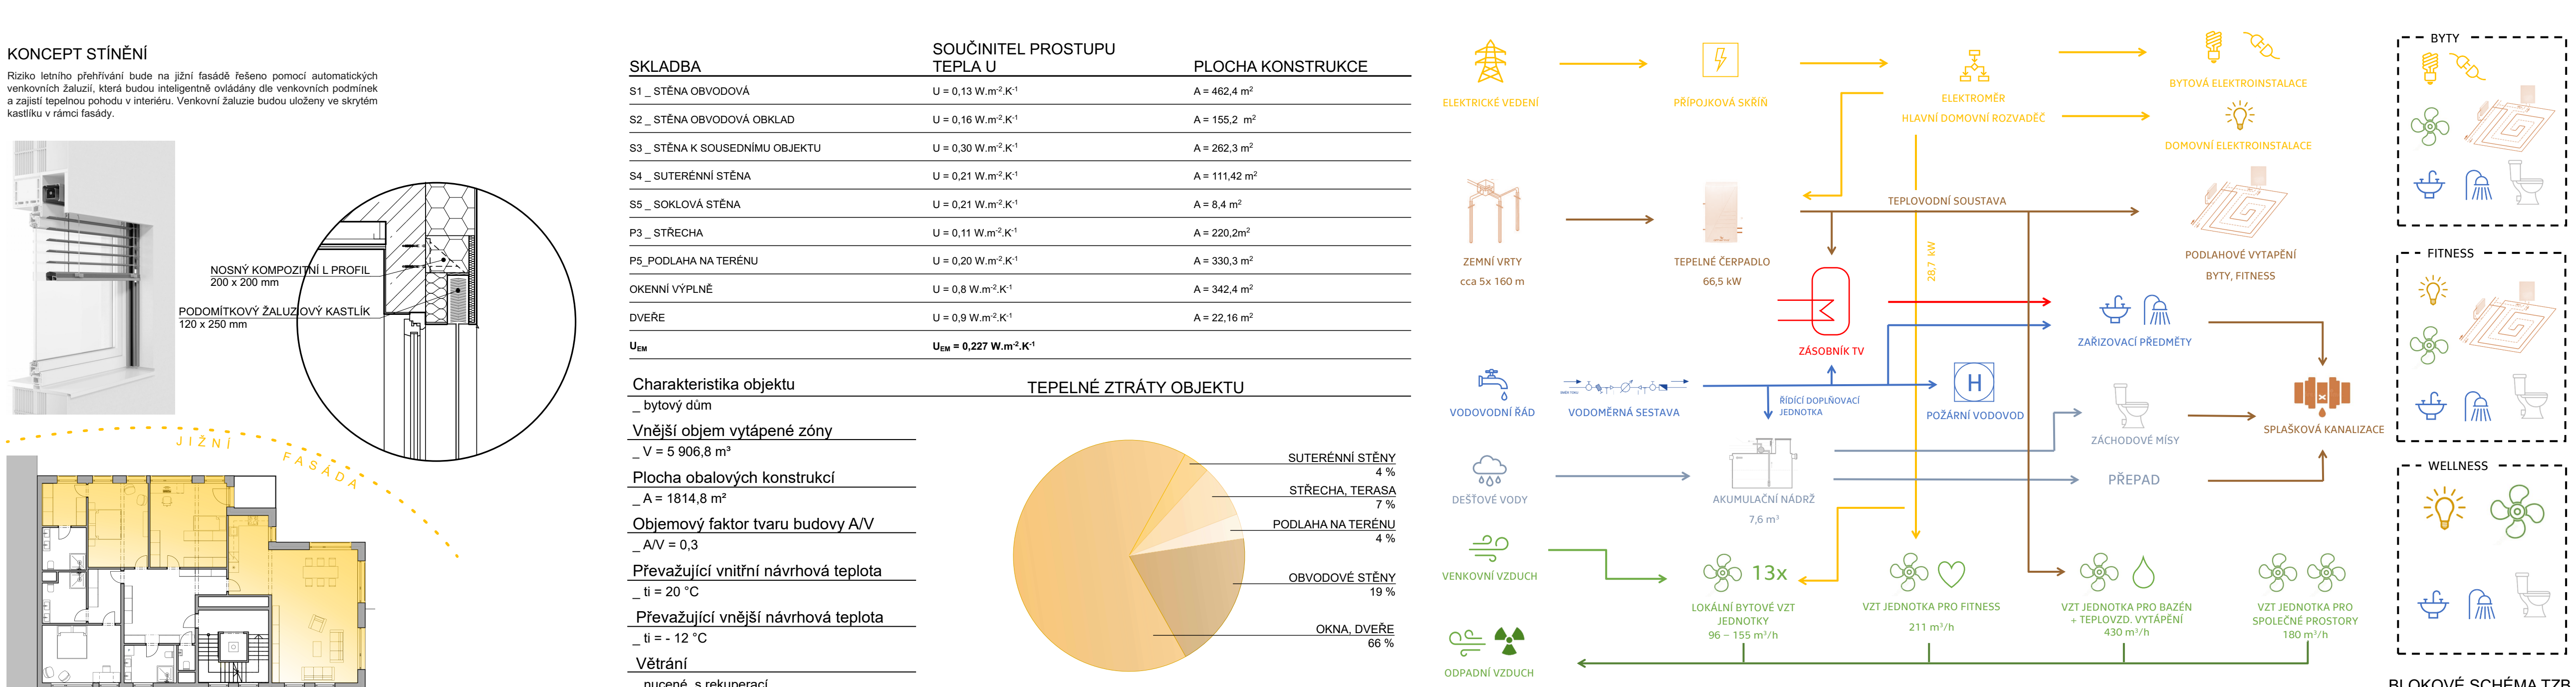 KONCEPT STÍNĚNÍ
Riziko letního přehřívání bude na jižní fasádě řešeno pomocí automatických
venkovních žaluzií, která budou inteligentně ovládány dle venkovních podmínek
a zajistí tepelnou pohodu v interiéru. Venkovní žaluzie budou uloženy ve skrytém
kastlíku v rámci fasády.
NOSNÝ KOMPOZITNÍ L PROFIL
200 x 200 mm
PODOMÍTKOVÝ ŽALUZIOVÝ KASTLÍK
120 x 250 mm
JIŽNÍ FASÁDA
SKLADBA SOUČINITEL PROSTUPU TEPLA U PLOCHA KONSTRUKCE
S1 _ STĚNA OBVODOVÁ U = 0,13 W.m-2.K-1 A = 462,4 m2
S2 _ STĚNA OBVODOVÁ OBKLAD U = 0,16 W.m-2.K-1 A = 155,2 m2
S3 _ STĚNA K SOUSEDNÍMU OBJEKTU U = 0,30 W.m-2.K-1 A = 262,3 m2
S4 _ SUTERÉNNÍ STĚNA U = 0,21 W.m-2.K-1 A = 111,42 m2
S5 _ SOKLOVÁ STĚNA U = 0,21 W.m-2.K-1 A = 8,4 m2
P3 _ STŘECHA U = 0,11 W.m-2.K-1 A = 220,2m2
P5_PODLAHA NA TERÉNU U = 0,20 W.m-2.K-1 A = 330,3 m2
OKENNÍ VÝPLNĚ U = 0,8 W.m-2.K-1 A = 342,4 m2
DVEŘE U = 0,9 W.m-2.K-1 A = 22,16 m2
UEM UEM = 0,227 W.m-2.K-1
Charakteristika objektu
_ bytový dům
Vnější objem vytápené zóny
_ V = 5 906,8 m³
Plocha obalových konstrukcí
_ A = 1814,8 m²
Objemový faktor tvaru budovy A/V
_ A/V = 0,3
Převažující vnitřní návrhová teplota
_ ti = 20 °C
Převažující vnější návrhová teplota
_ ti = - 12 °C
Větrání
_ nucené, s rekuperací
TEPELNÉ ZTRÁTY OBJEKTU
SUTERÉNNÍ STĚNY
4 %
STŘECHA, TERASA
7 %
PODLAHA NA TERÉNU
4 %
OBVODOVÉ STĚNY
19 %
OKNA, DVEŘE
66 %
ELEKTRICKÉ VEDENÍ
PŘÍPOJKOVÁ SKŘÍŇ
ELEKTROMĚR
HLAVNÍ DOMOVNÍ ROZVADĚČ
BYTOVÁ ELEKTROINSTALACE
DOMOVNÍ ELEKTROINSTALACE
ZEMNÍ VRTY
cca 5x 160 m
TEPELNÉ ČERPADLO
66,5 kW
TEPLOVODNÍ SOUSTAVA
28,7 kW
PODLAHOVÉ VYTAPĚNÍ
BYTY, FITNESS
ZÁSOBNÍK TV
ZAŘIZOVACÍ PŘEDMĚTY
VODOVODNÍ ŘÁD
VODOMĚRNÁ SESTAVA
ŘÍDÍCÍ DOPLŇOVACÍ
JEDNOTKA
H
POŽÁRNÍ VODOVOD
ZÁCHODOVÉ MÍSY
SPLAŠKOVÁ KANALIZACE
DEŠŤOVÉ VODY
AKUMULAČNÍ NÁDRŽ
7,6 m3
PŘEPAD
VENKOVNÍ VZDUCH
13x
LOKÁLNÍ BYTOVÉ VZT
JEDNOTKY
96 – 155 m3/h
VZT JEDNOTKA PRO FITNESS
211 m3/h
VZT JEDNOTKA PRO BAZÉN
+ TEPLOVZD. VYTÁPĚNÍ
430 m3/h
VZT JEDNOTKA PRO
SPOLEČNÉ PROSTORY
180 m3/h
ODPADNÍ VZDUCH
BYTY
FITNESS
WELLNESS
BLOKOVÉ SCHÉMA TZB